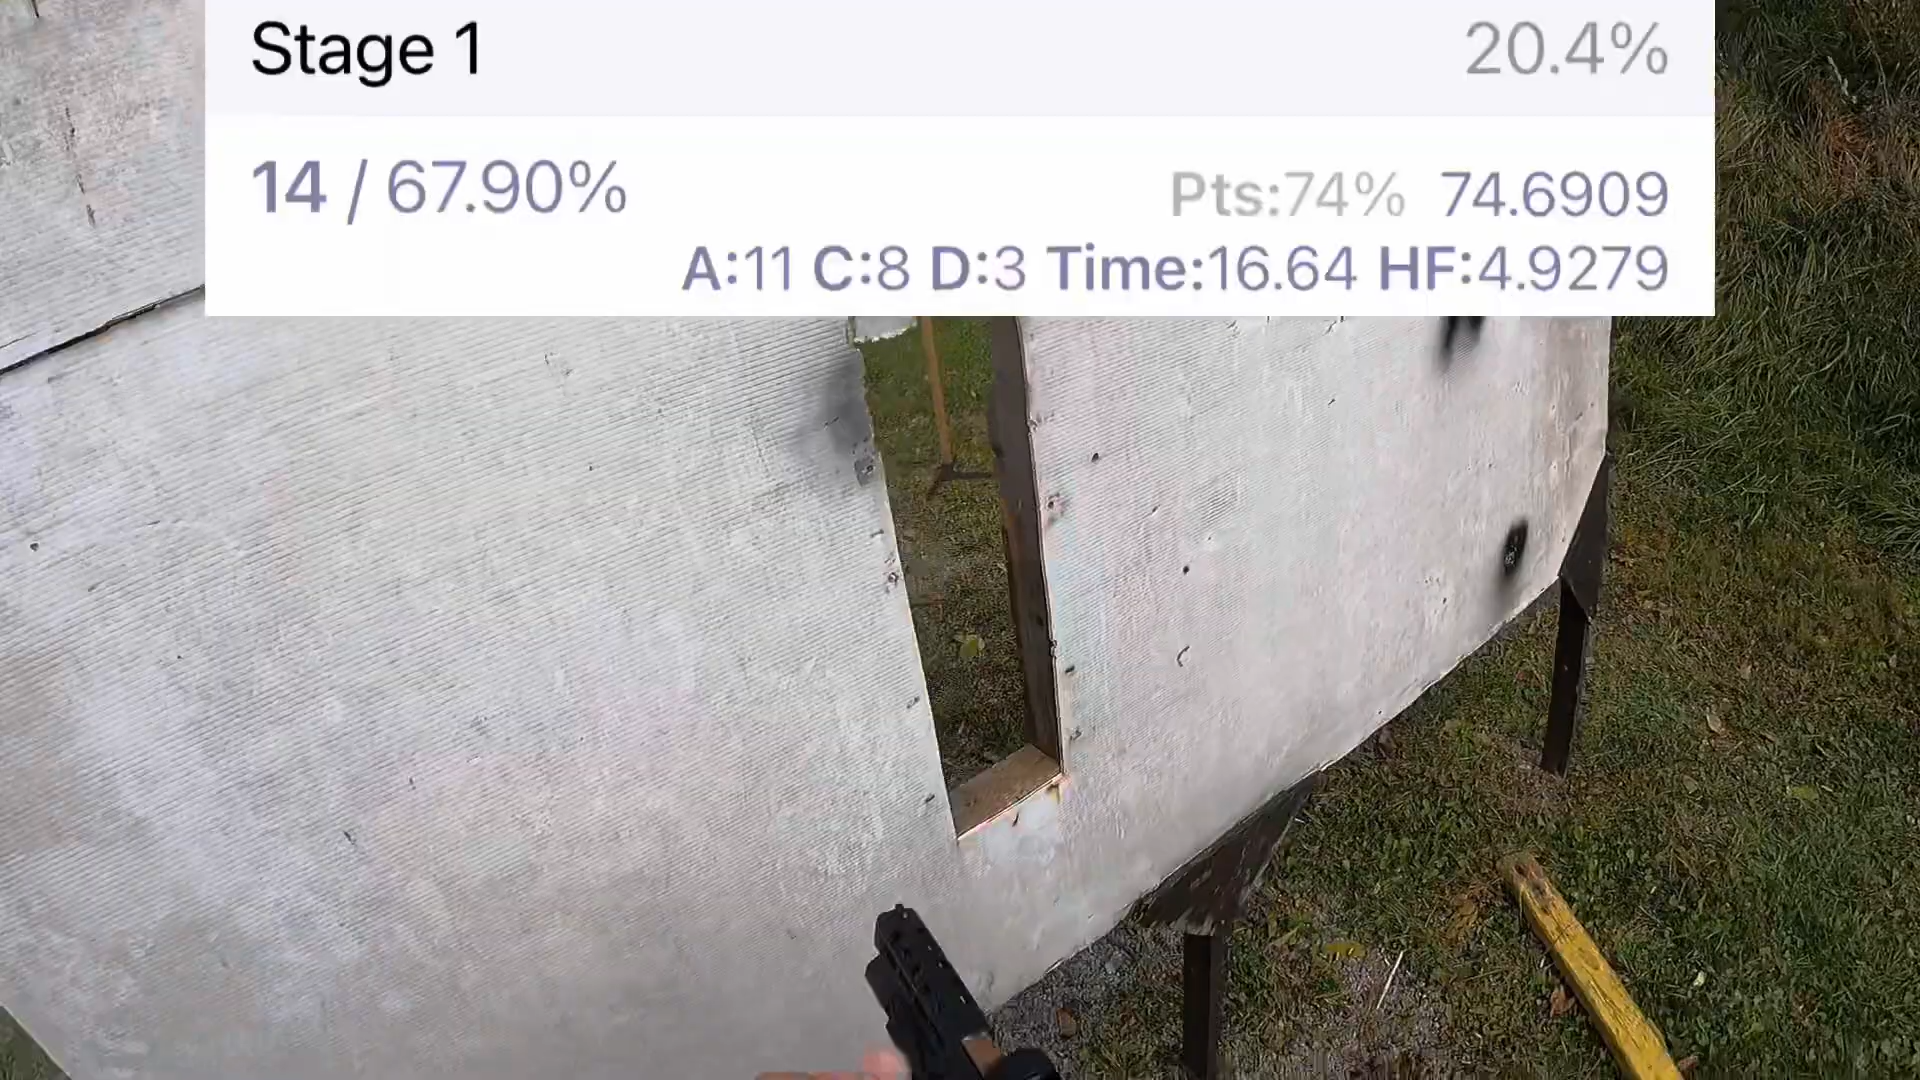 Stage 1 20.4%
14 / 67.90% Pts:74% 74.6909
A:11 C:8 D:3 Time:16.64 HF:4.9279